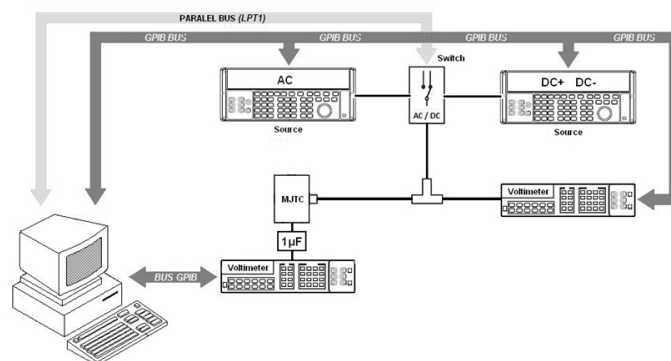 PARALEL BUS (LPT1)
GPIB BUS GPIB BUS GPIB BUS GPIB BUS
Switch
AC
DC+ DC-
AC / DC
Source
Source
MJTC
Voltimeter
1µF
Voltimeter
BUS GPIB